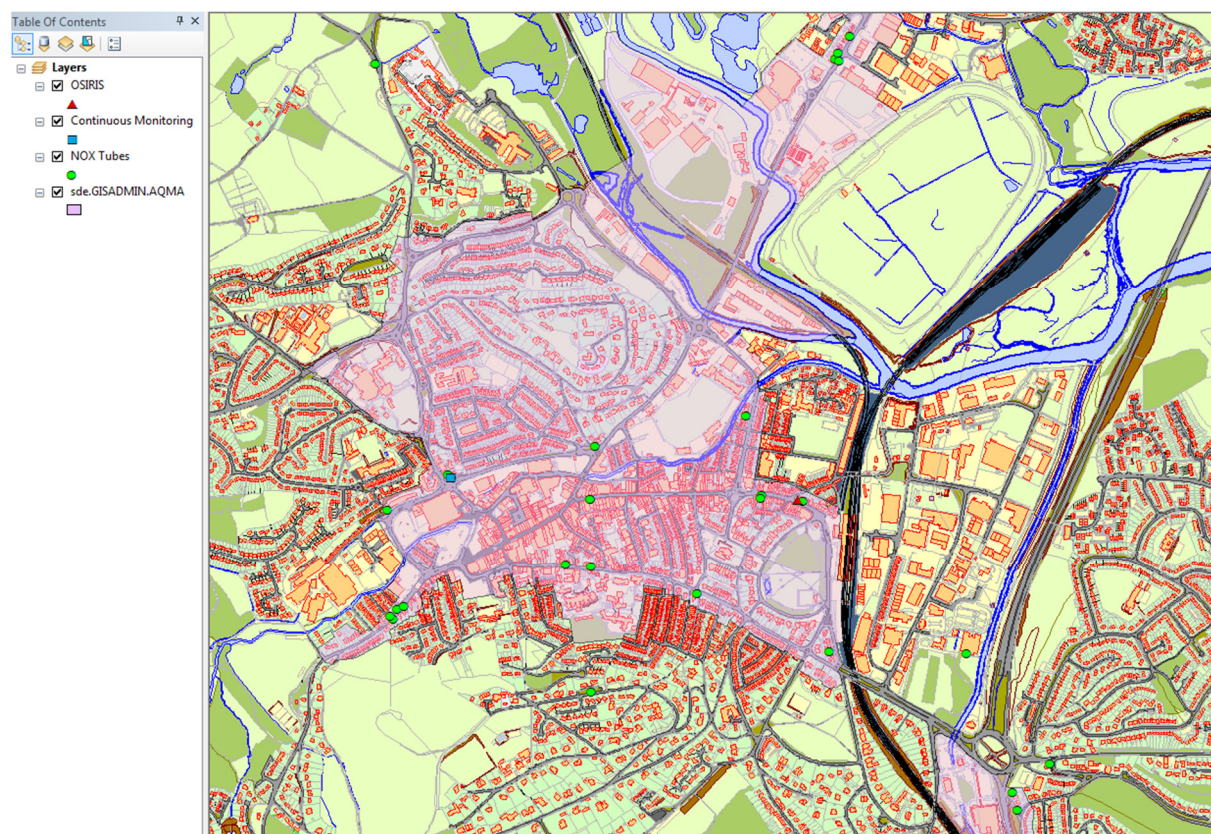 Table Of Contents
Layers
OSIRIS
Continuous Monitoring
NOX Tubes
sde.GISADMIN.AQMA